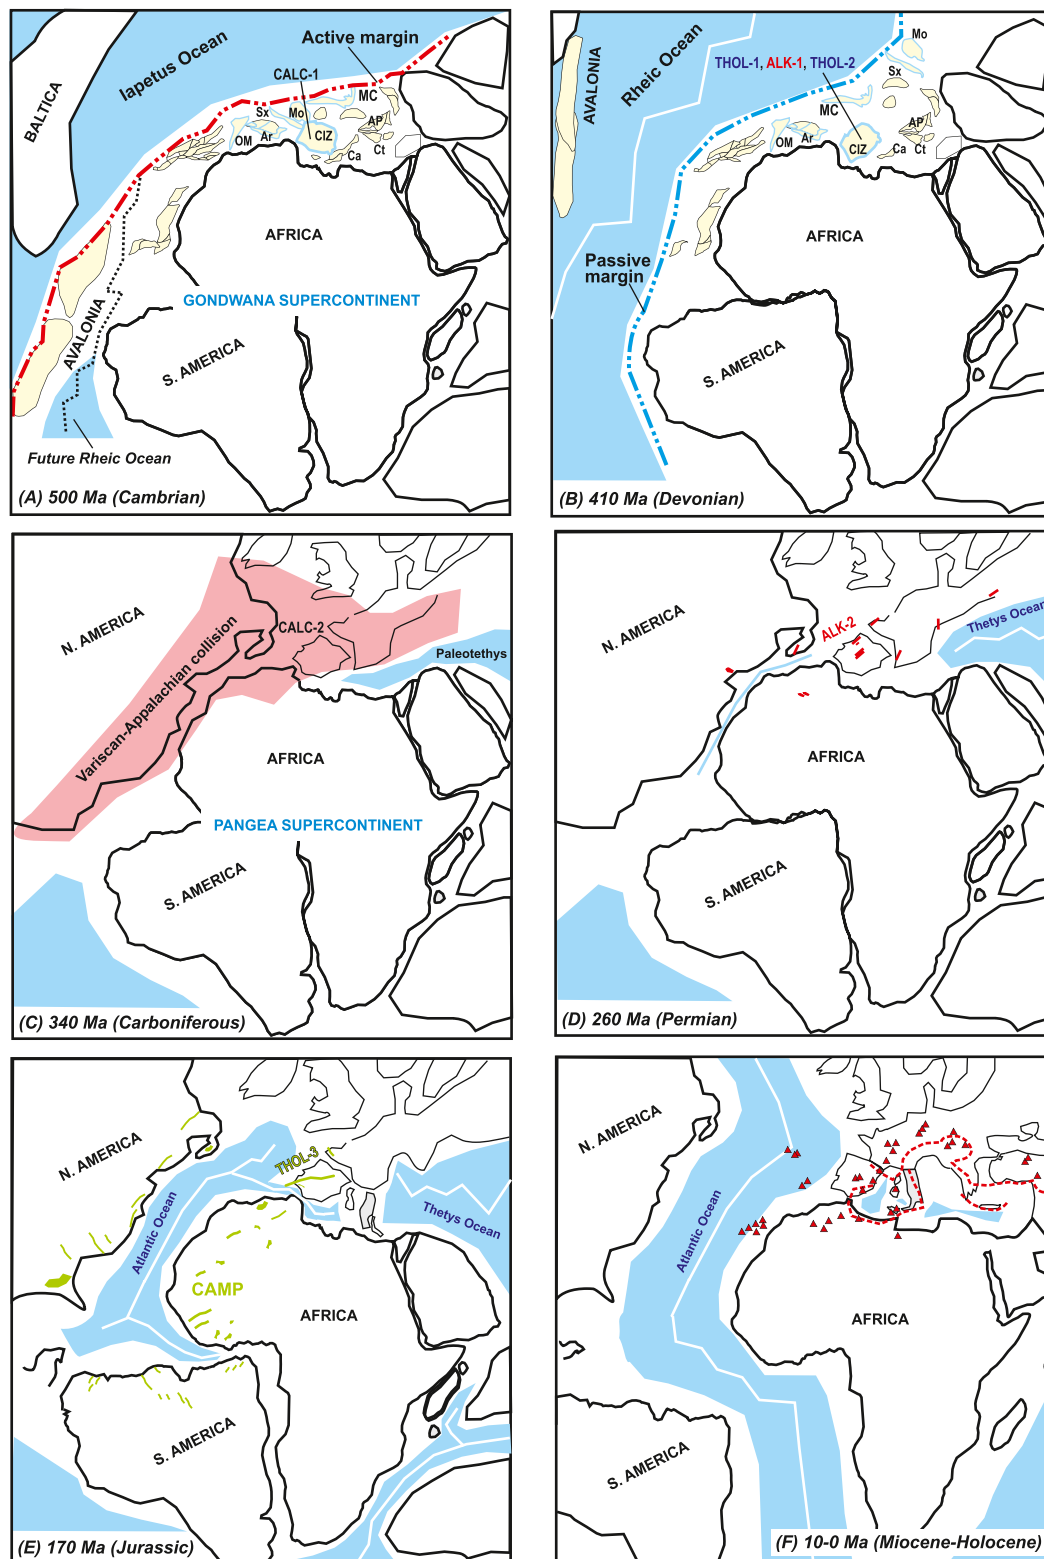 Iapetus Ocean
Active margin
BALTICA
CALC-1
MC
Sx
Mo
OM
Ar
CIZ
AP
Ca
Ct
AFRICA
GONDWANA SUPERCONTINENT
AVALONIA
S. AMERICA
Future Rheic Ocean
(A) 500 Ma (Cambrian)
AVALONIA
Rheic Ocean
Mo
THOL-1, ALK-1, THOL-2
Sx
MC
OM
Ar
CIZ
AP
Ca
Ct
AFRICA
Passive
margin
S. AMERICA
(B) 410 Ma (Devonian)
N. AMERICA
CALC-2
Variscan-Appalachian collision
Paleotethys
AFRICA
PANGEA SUPERCONTINENT
S. AMERICA
(C) 340 Ma (Carboniferous)
N. AMERICA
ALK-2
Thetys Ocean
AFRICA
S. AMERICA
(D) 260 Ma (Permian)
N. AMERICA
THOL-3
Atlantic Ocean
Thetys Ocean
CAMP
AFRICA
S. AMERICA
(E) 170 Ma (Jurassic)
N. AMERICA
Atlantic Ocean
AFRICA
S. AMERICA
(F) 10-0 Ma (Miocene-Holocene)